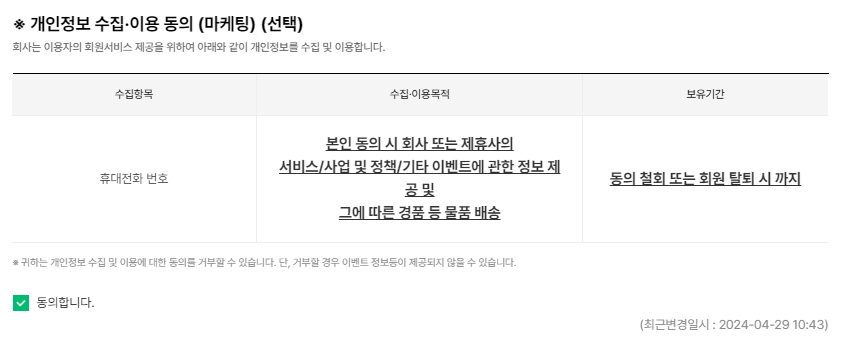 ※ 개인정보 수집·이용 동의 (마케팅) (선택)
회사는 이용자의 회원서비스 제공을 위하여 아래와 같이 개인정보를 수집 및 이용합니다.
수집항목
수집·이용목적
보유기간
휴대전화 번호
본인 동의 시 회사 또는 제휴사의
서비스/사업 및 정책/기타 이벤트에 관한 정보 제
공 및
그에 따른 경품 등 물품 배송
동의 철회 또는 회원 탈퇴 시 까지
※ 귀하는 개인정보 수집 및 이용에 대한 동의를 거부할 수 있습니다. 단, 거부할 경우 이벤트 정보등이 제공되지 않을 수 있습니다.
동의합니다.
(최근변경일시 : 2024-04-29 10:43)